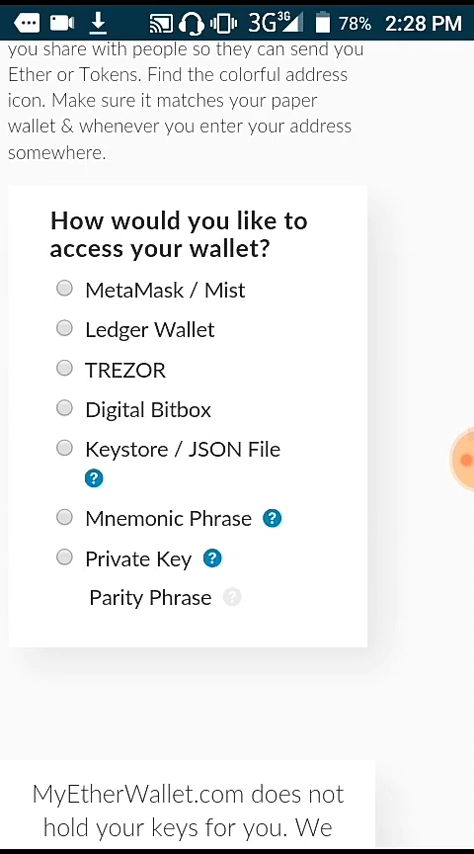 3G 3G 78% 2:28 PM
you share with people so they can send you
Ether or Tokens. Find the colorful address
icon. Make sure it matches your paper
wallet & whenever you enter your address
somewhere.
How would you like to
access your wallet?
MetaMask / Mist
Ledger Wallet
TREZOR
Digital Bitbox
Keystore / JSON File
?
Mnemonic Phrase ?
Private Key ?
Parity Phrase ?
MyEtherWallet.com does not
hold your keys for you. We